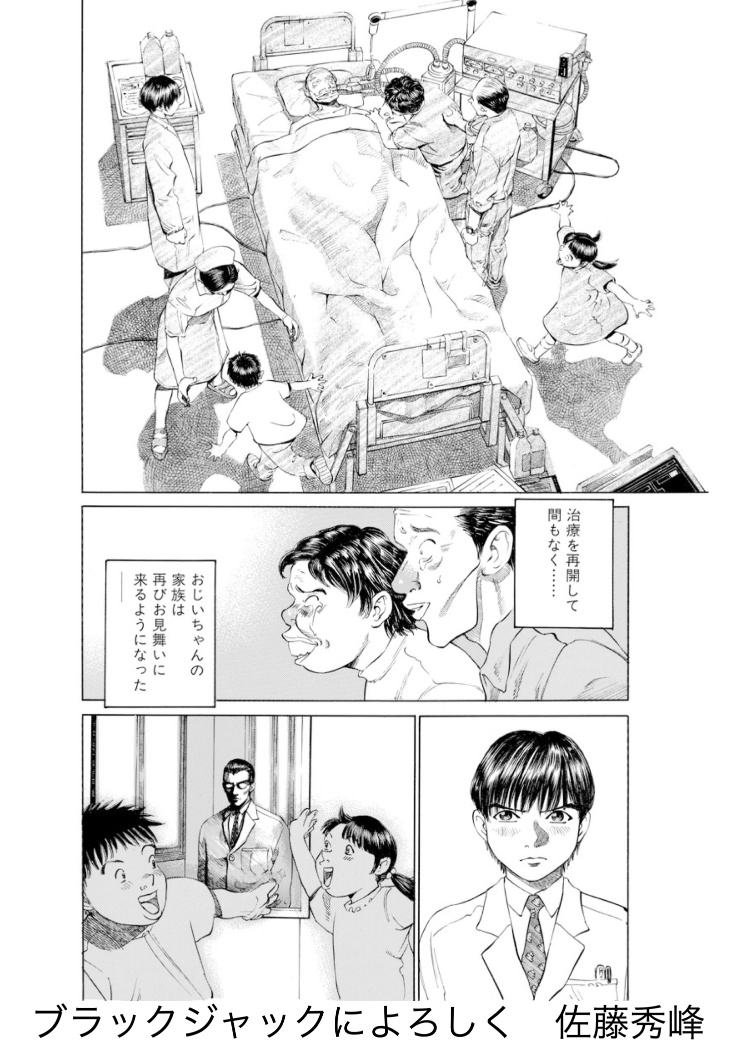 治療を再開して
間もなく……
おじいちゃんの
家族は
再びお見舞いに
来るようになった
――
ブラックジャックによろしく　佐藤秀峰